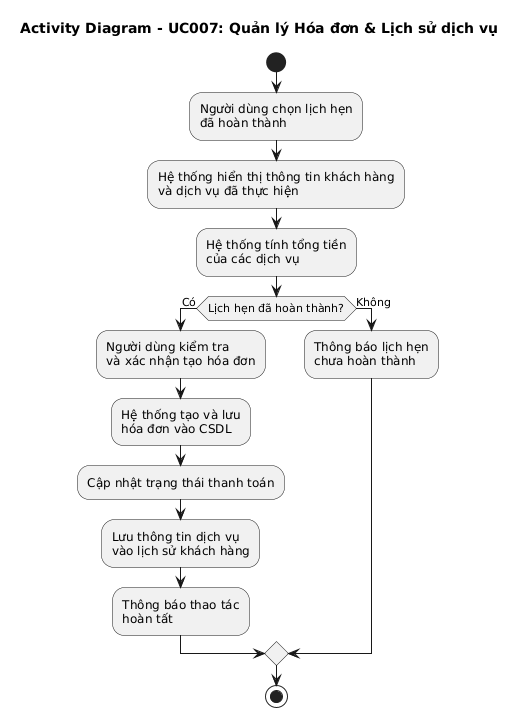 Activity Diagram - UC007: Quản lý Hóa đơn & Lịch sử dịch vụ
Người dùng chọn lịch hẹn
đã hoàn thành
Hệ thống hiển thị thông tin khách hàng
và dịch vụ đã thực hiện
Hệ thống tính tổng tiền
của các dịch vụ
Lịch hẹn đã hoàn thành?
Có
Không
Người dùng kiểm tra
và xác nhận tạo hóa đơn
Thông báo lịch hẹn
chưa hoàn thành
Hệ thống tạo và lưu
hóa đơn vào CSDL
Cập nhật trạng thái thanh toán
Lưu thông tin dịch vụ
vào lịch sử khách hàng
Thông báo thao tác
hoàn tất